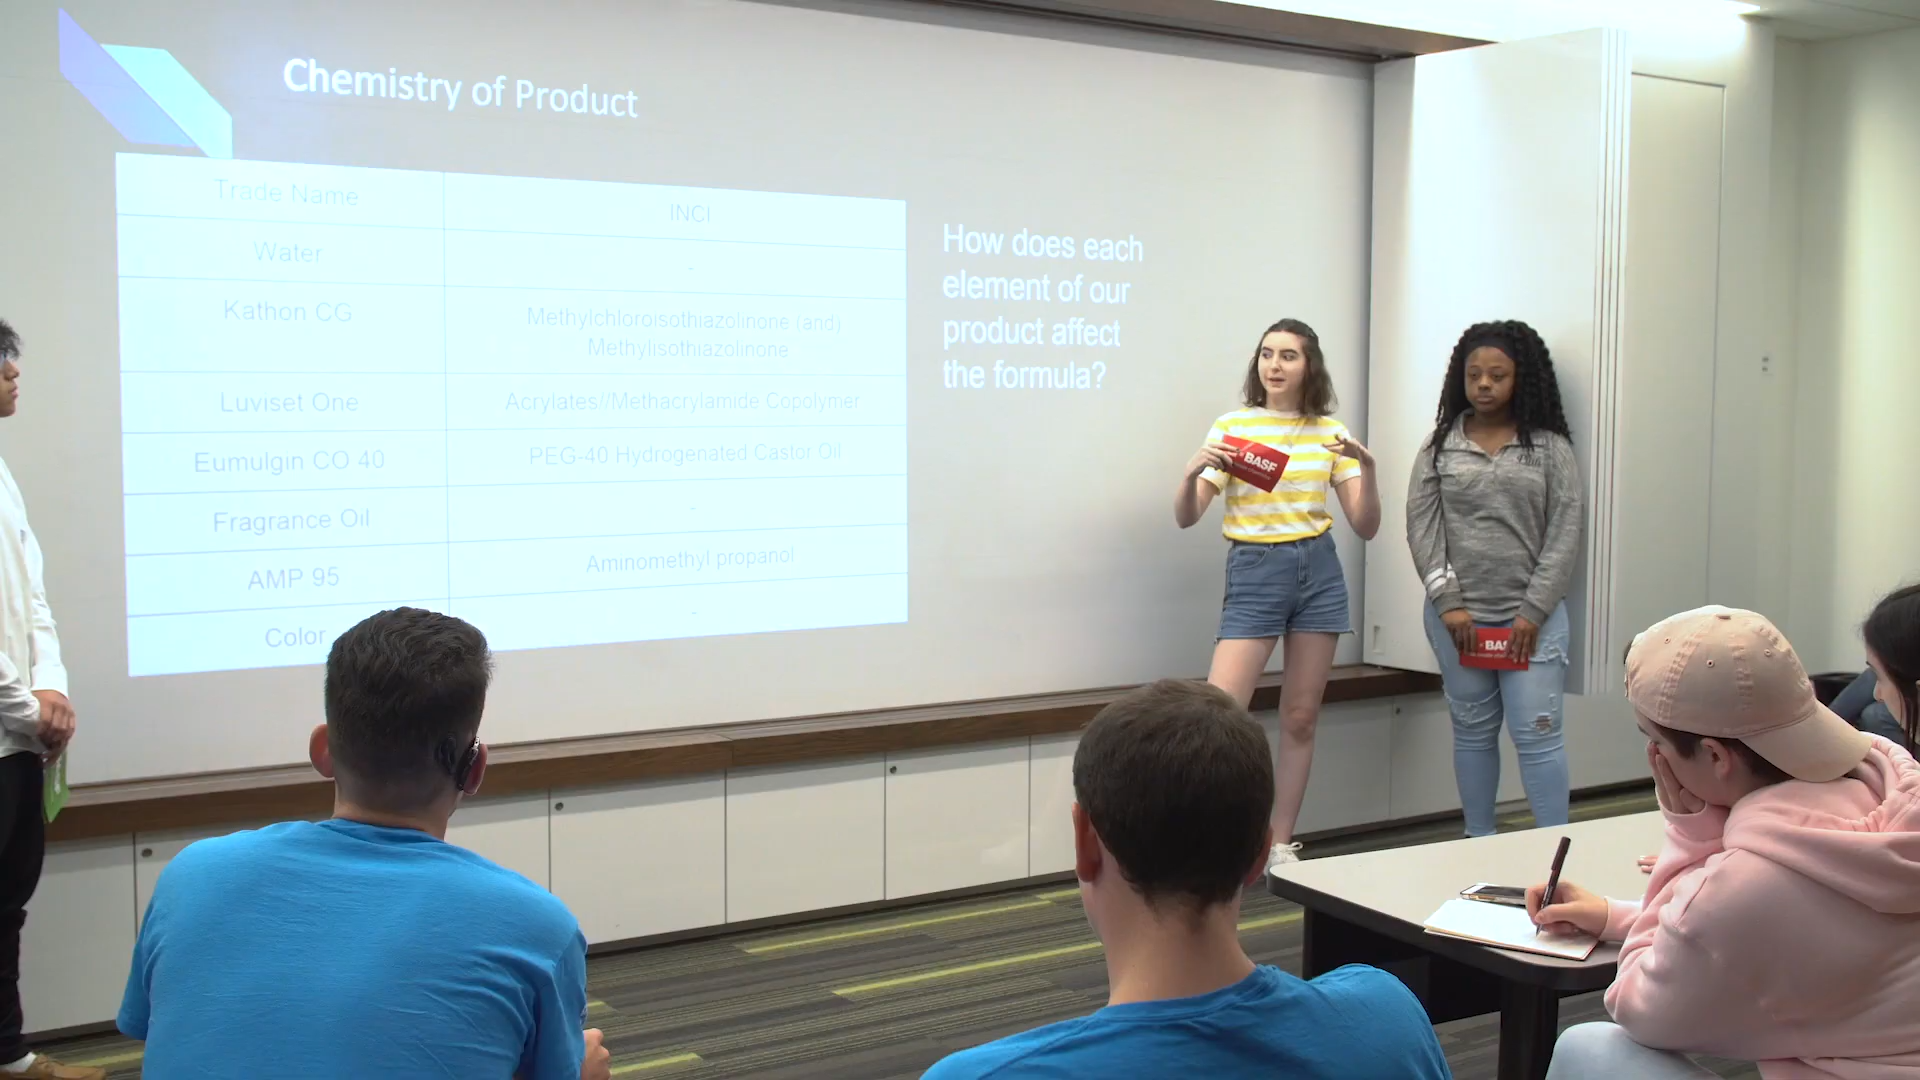 Chemistry of Product
Trade Name
INCI
Water
-
Kathon CG
Methylchloroisothiazolinone (and)
Methylisothiazolinone
Luviset One
Acrylates//Methacrylamide Copolymer
Eumulgin CO 40
PEG-40 Hydrogenated Castor Oil
Fragrance Oil
-
AMP 95
Aminomethyl propanol
Color
-
How does each
element of our
product affect
the formula?
BASF
BAS